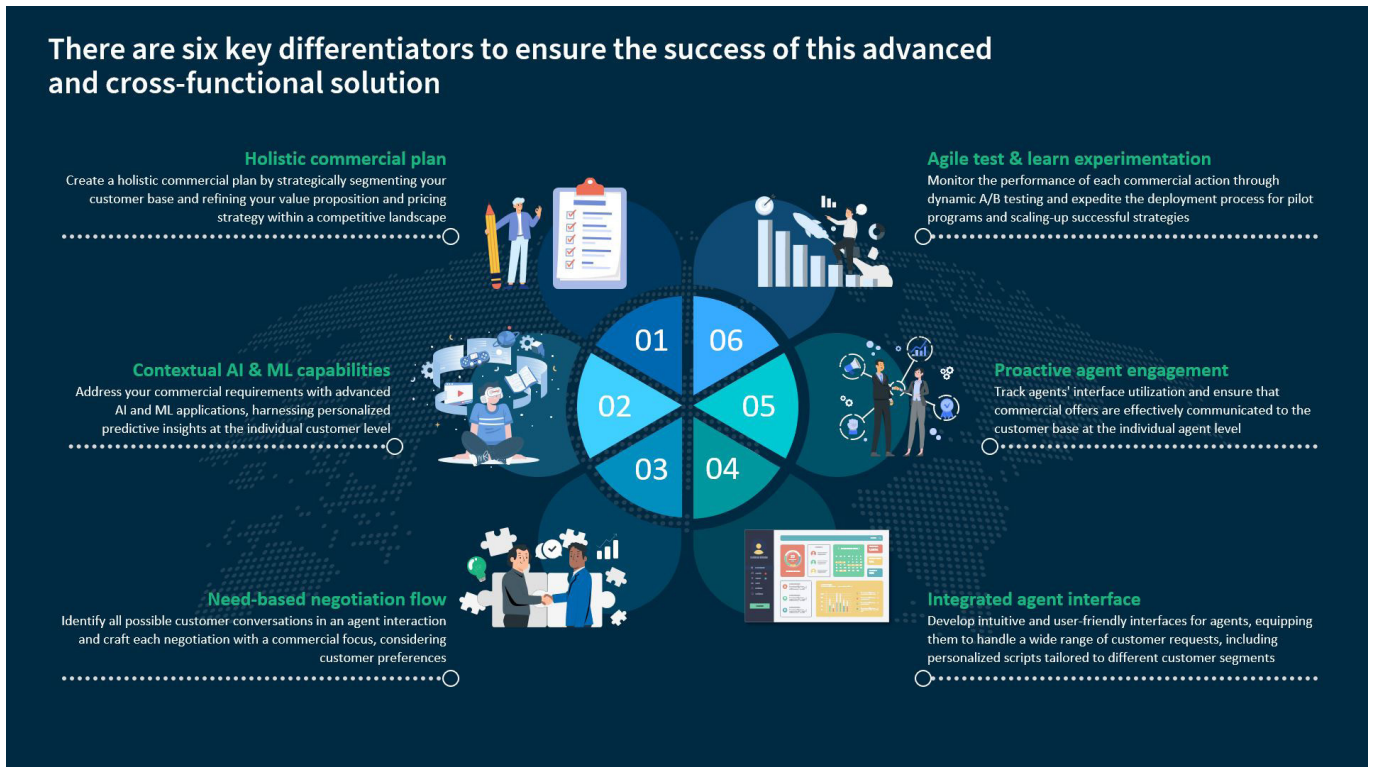 There are six key differentiators to ensure the success of this advanced
and cross-functional solution
Holistic commercial plan
Create a holistic commercial plan by strategically segmenting your
customer base and refining your value proposition and pricing
strategy within a competitive landscape
01
Contextual AI & ML capabilities
Address your commercial requirements with advanced
AI and ML applications, harnessing personalized
predictive insights at the individual customer level
02
Need-based negotiation flow
Identify all possible customer conversations in an agent interaction
and craft each negotiation with a commercial focus, considering
customer preferences
03
Integrated agent interface
Develop intuitive and user-friendly interfaces for agents, equipping
them to handle a wide range of customer requests, including
personalized scripts tailored to different customer segments
04
Proactive agent engagement
Track agents' interface utilization and ensure that
commercial offers are effectively communicated to the
customer base at the individual agent level
05
Agile test & learn experimentation
Monitor the performance of each commercial action through
dynamic A/B testing and expedite the deployment process for pilot
programs and scaling-up successful strategies
06